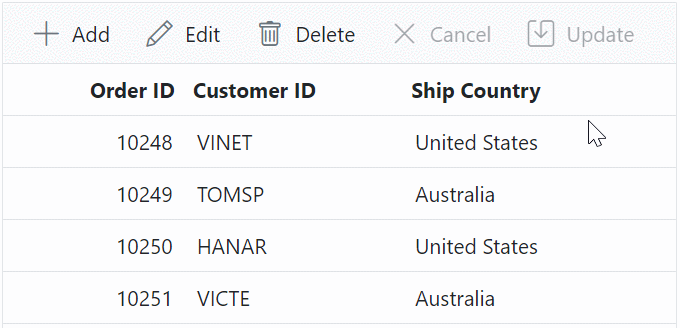 Add Edit Delete Cancel Update
Order ID Customer ID Ship Country
10248 VINET United States
10249 TOMSP Australia
10250 HANAR United States
10251 VICTE Australia